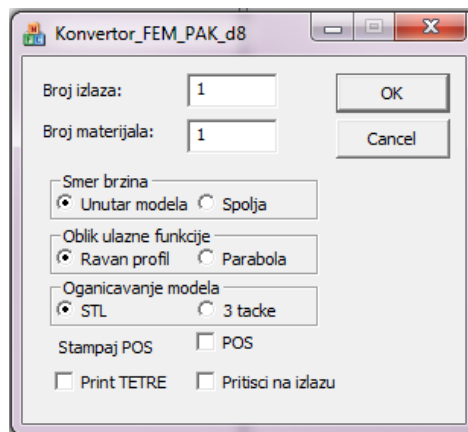 Konvertor_FEM_PAK_d8
Broj izlaza: 1 OK
Broj materijala: 1 Cancel
Smer brzina
Unutar modela Spolja
Oblik ulazne funkcije
Ravan profil Parabola
Oganicavanje modela
STL 3 tacke
Stampaj POS POS
Print TETRE Pritisci na izlazu